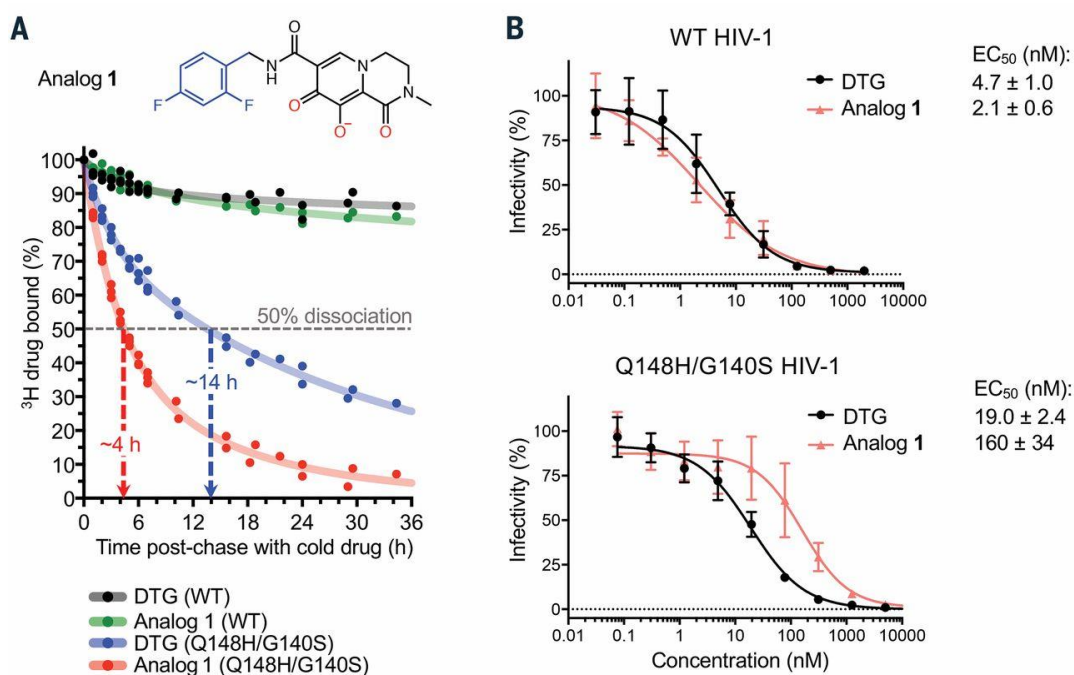 A
Analog 1
F
F
O
N
H
N
O
O⁻
O
N
³H drug bound (%)
100
90
80
70
60
50
40
30
20
10
0
50% dissociation
~14 h
~4 h
0 6 12 18 24 30 36
Time post-chase with cold drug (h)
DTG (WT)
Analog 1 (WT)
DTG (Q148H/G140S)
Analog 1 (Q148H/G140S)
B
WT HIV-1
DTG
Analog 1
EC₅₀ (nM):
4.7 ± 1.0
2.1 ± 0.6
Infectivity (%)
100
75
50
25
0
0.01 0.1 1 10 100 1000 10000
Q148H/G140S HIV-1
DTG
Analog 1
EC₅₀ (nM):
19.0 ± 2.4
160 ± 34
Infectivity (%)
100
75
50
25
0
0.01 0.1 1 10 100 1000 10000
Concentration (nM)